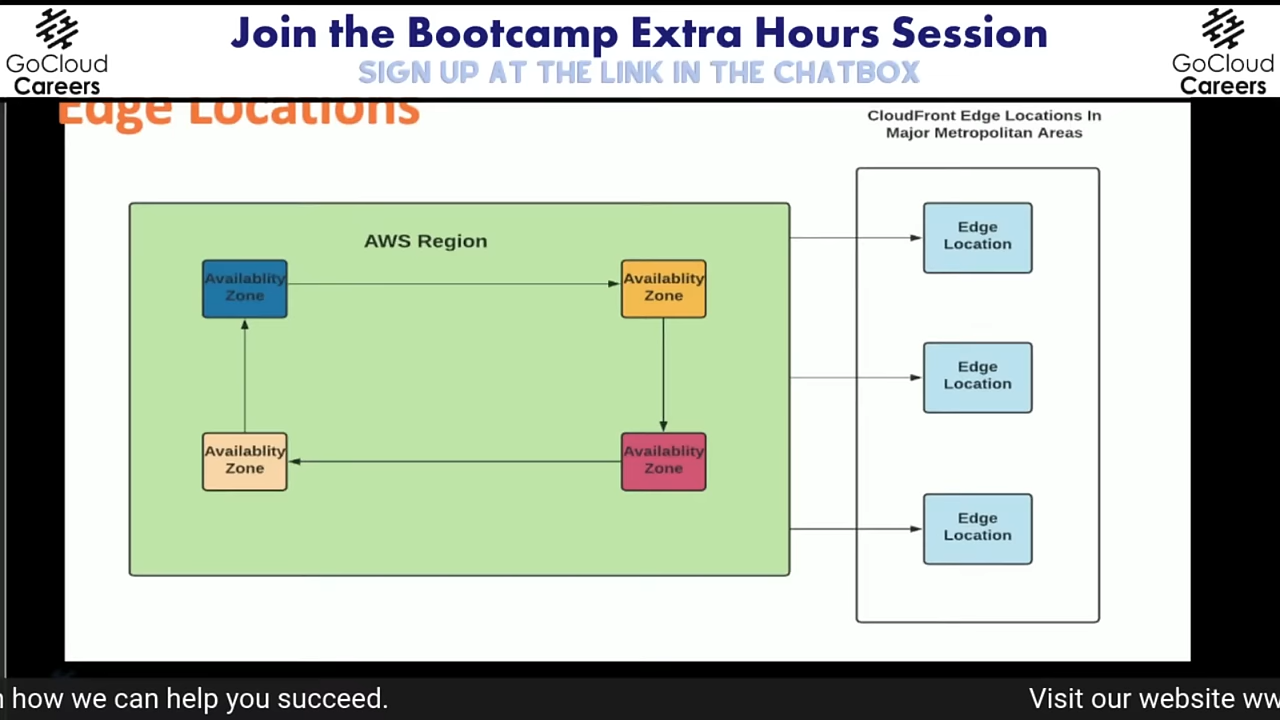 Join the Bootcamp Extra Hours Session
SIGN UP AT THE LINK IN THE CHATBOX
GoCloud
Careers
GoCloud
Careers
Edge Locations
CloudFront Edge Locations In
Major Metropolitan Areas
AWS Region
Availablity
Zone
Availablity
Zone
Availablity
Zone
Availablity
Zone
Edge
Location
Edge
Location
Edge
Location
how we can help you succeed.
Visit our website